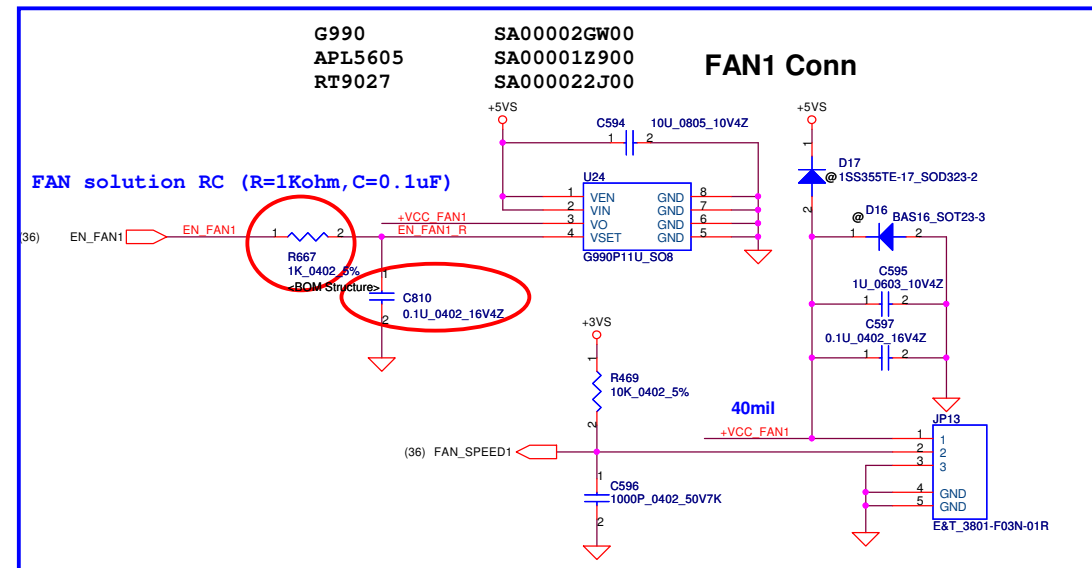 G990 SA00002GW00
APL5605 SA00001Z900
RT9027 SA000022J00
FAN1 Conn
FAN solution RC (R=1Kohm,C=0.1uF)
+5VS
C594 10U_0805_10V4Z
1 2
U24
1 VEN GND 8
2 VIN GND 7
3 VO GND 6
4 VSET GND 5
G990P11U_SO8
+VCC_FAN1
EN_FAN1_R
(36) EN_FAN1
EN_FAN1
1 2
R667
1K_0402_5%
<BOM Structure>
1
C810
0.1U_0402_16V4Z
2
+5VS
1
D17
@ 1SS355TE-17_SOD323-2
2
@ D16 BAS16_SOT23-3
1 2
C595
1U_0603_10V4Z
1 2
C597
0.1U_0402_16V4Z
1 2
+3VS
1
R469
10K_0402_5%
2
40mil
+VCC_FAN1
(36) FAN_SPEED1
1
C596
1000P_0402_50V7K
2
JP13
1 1
2 2
3 3
4 GND
5 GND
E&T_3801-F03N-01R